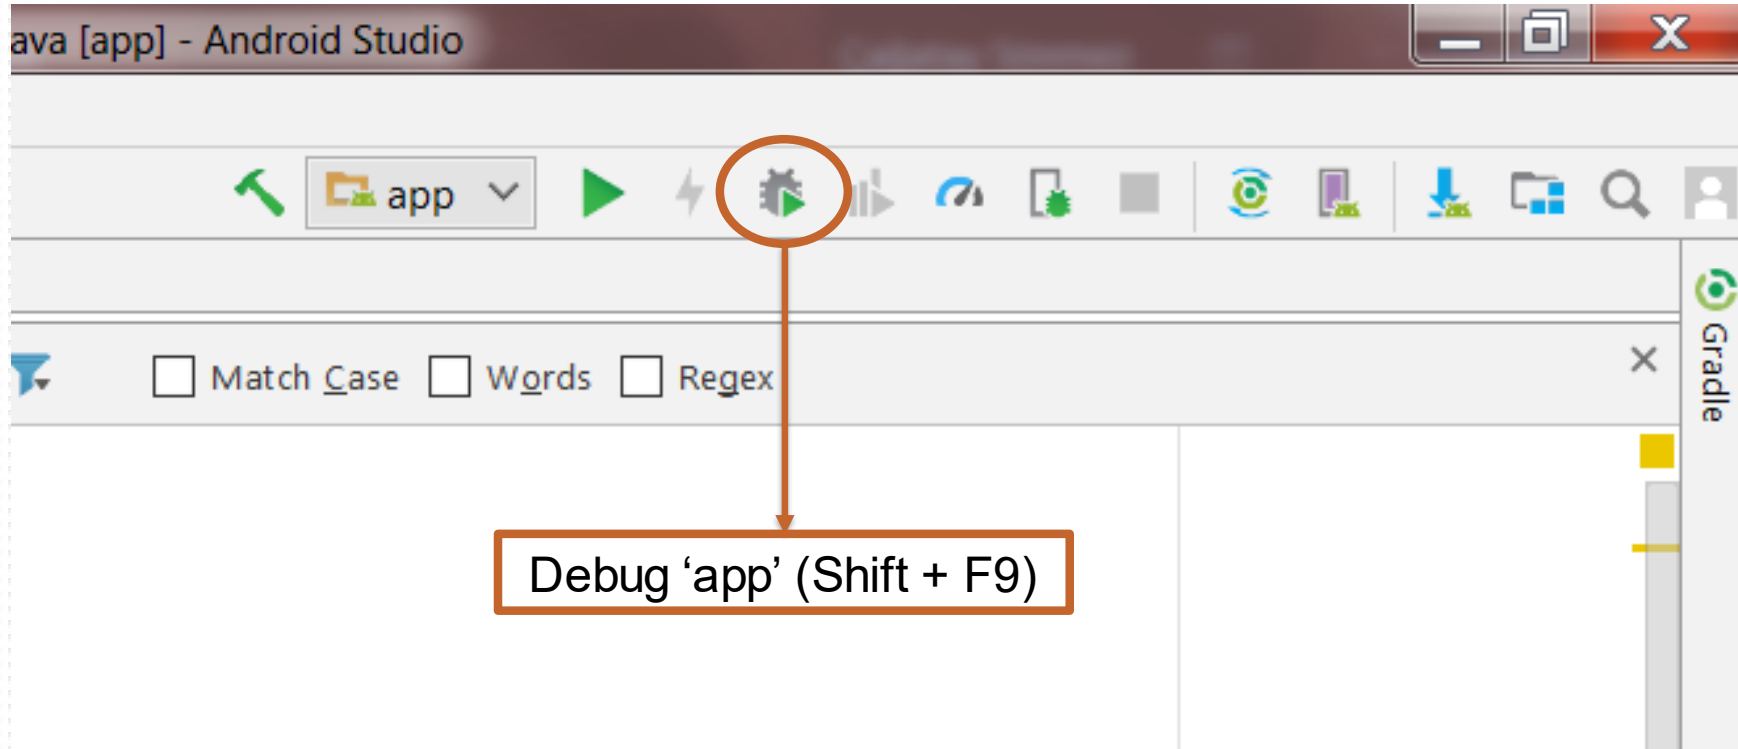 ava [app] - Android Studio
app
Match Case Words Regex
Gradle
Debug ‘app’ (Shift + F9)